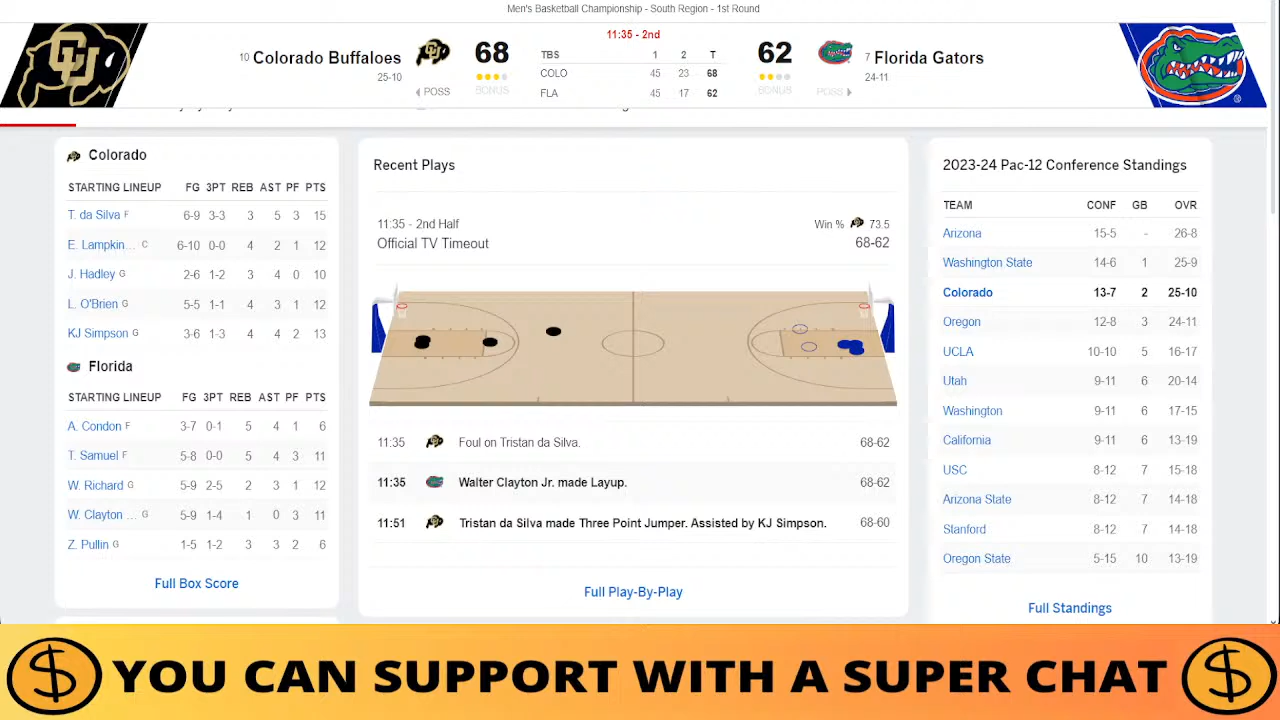 Men's Basketball Championship - South Region - 1st Round
10 Colorado Buffaloes
25-10
68
BONUS
POSS
11:35 - 2nd
TBS 1 2 T
COLO 45 23 68
FLA 45 17 62
62
BONUS
POSS
7 Florida Gators
24-11
Colorado
STARTING LINEUP FG 3PT REB AST PF PTS
T. da Silva F 6-9 3-3 3 5 3 15
E. Lampkin... C 6-10 0-0 4 2 1 12
J. Hadley G 2-6 1-2 3 4 0 10
L. O'Brien G 5-5 1-1 4 3 1 12
KJ Simpson G 3-6 1-3 4 4 2 13
Florida
STARTING LINEUP FG 3PT REB AST PF PTS
A. Condon F 3-7 0-1 5 4 1 6
T. Samuel F 5-8 0-0 5 4 3 11
W. Richard G 5-9 2-5 2 3 1 12
W. Clayton ... G 5-9 1-4 1 0 3 11
Z. Pullin G 1-5 1-2 3 3 2 6
Full Box Score
Recent Plays
11:35 - 2nd Half
Official TV Timeout
Win % 73.5
68-62
11:35 Foul on Tristan da Silva. 68-62
11:35 Walter Clayton Jr. made Layup. 68-62
11:51 Tristan da Silva made Three Point Jumper. Assisted by KJ Simpson. 68-60
Full Play-By-Play
2023-24 Pac-12 Conference Standings
TEAM CONF GB OVR
Arizona 15-5 - 26-8
Washington State 14-6 1 25-9
Colorado 13-7 2 25-10
Oregon 12-8 3 24-11
UCLA 10-10 5 16-17
Utah 9-11 6 20-14
Washington 9-11 6 17-15
California 9-11 6 13-19
USC 8-12 7 15-18
Arizona State 8-12 7 14-18
Stanford 8-12 7 14-18
Oregon State 5-15 10 13-19
Full Standings
$ YOU CAN SUPPORT WITH A SUPER CHAT $